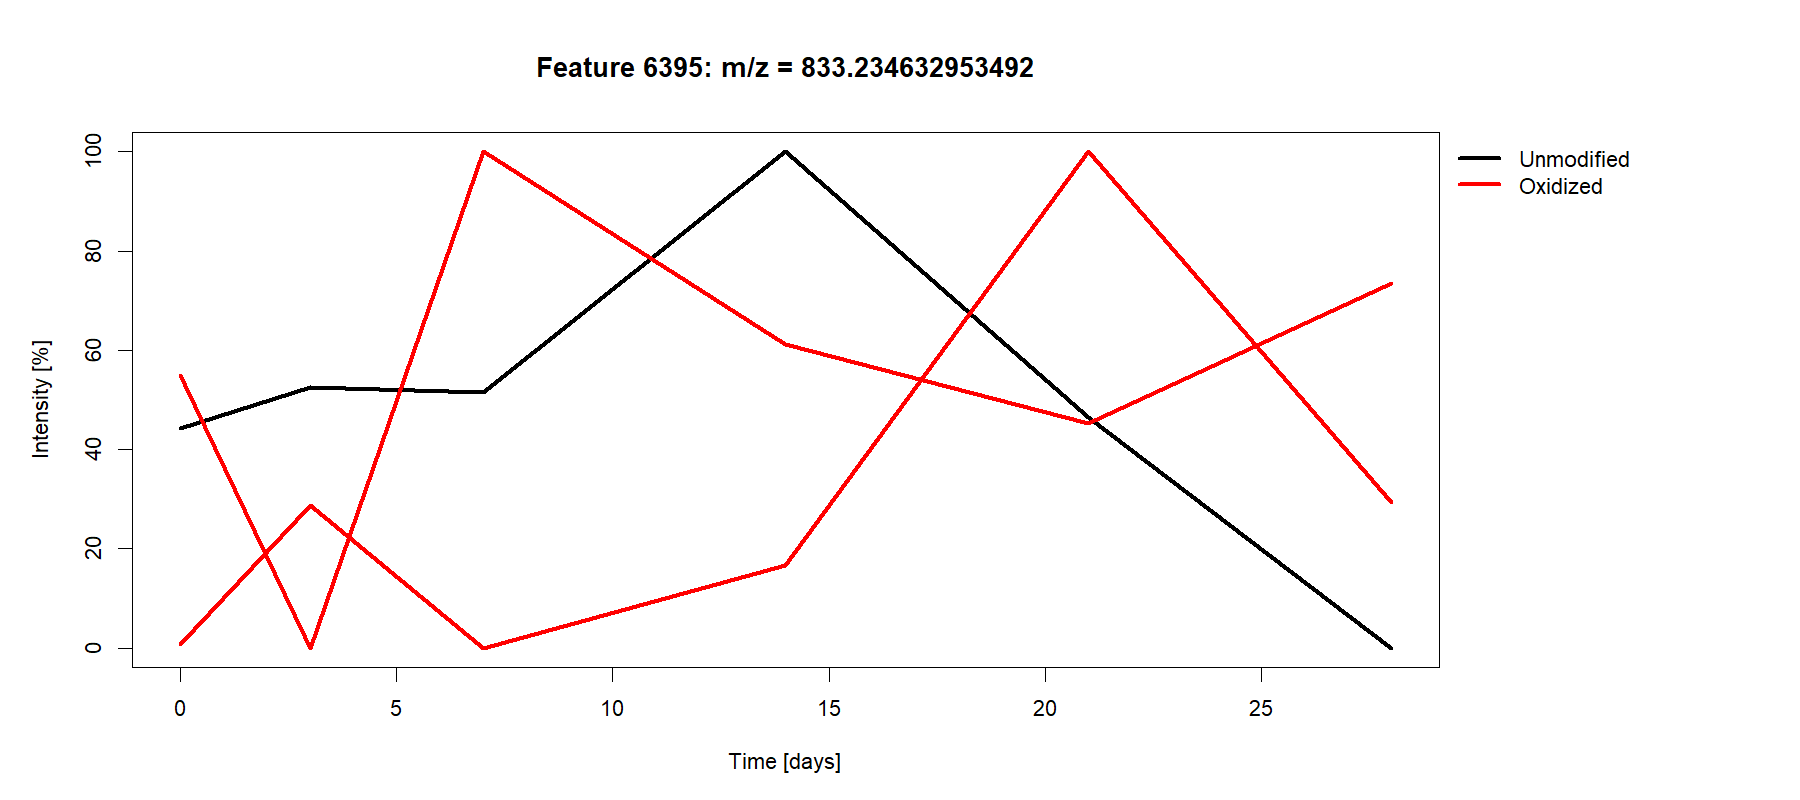 Feature 6395: m/z = 833.234632953492
Unmodified
Oxidized
Intensity [%]
100
80
60
40
20
0
0 5 10 15 20 25
Time [days]